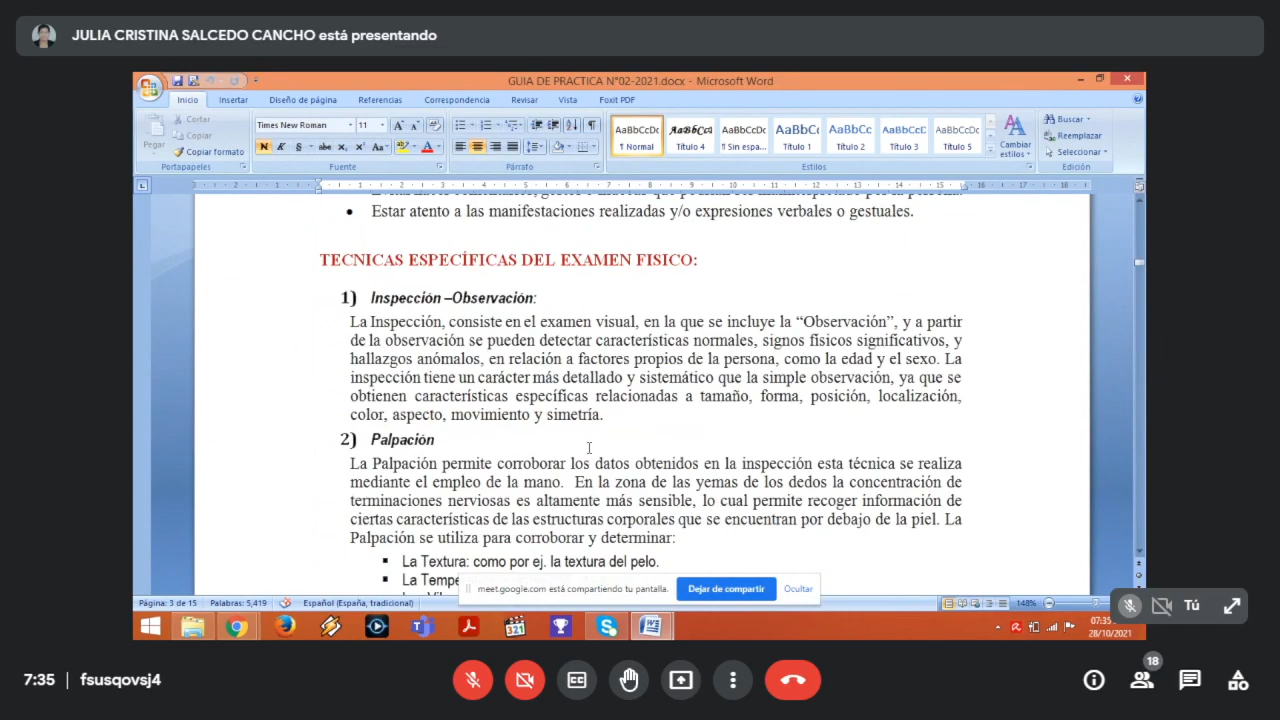 JULIA CRISTINA SALCEDO CANCHO está presentando
GUIA DE PRACTICA N°02-2021.docx - Microsoft Word
Inicio Insertar Diseño de página Referencias Correspondencia Revisar Vista Foxit PDF
Pegar
Cortar
Copiar
Copiar formato
Portapapeles
Times New Roman 11
Fuente
Párrafo
AaBbCcDc AaBbCcD AaBbCcDc AaBbC AaBbCc AaBbCcD AaBbCcDc
¶ Normal Título 4 ¶ Sin espa... Título 1 Título 2 Título 3 Título 5
Cambiar estilos
Estilos
Buscar
Reemplazar
Seleccionar
Edición
• Estar atento a las manifestaciones realizadas y/o expresiones verbales o gestuales.
TECNICAS ESPECÍFICAS DEL EXAMEN FISICO:
1) Inspección –Observación:
La Inspección, consiste en el examen visual, en la que se incluye la “Observación”, y a partir
de la observación se pueden detectar características normales, signos físicos significativos, y
hallazgos anómalos, en relación a factores propios de la persona, como la edad y el sexo. La
inspección tiene un carácter más detallado y sistemático que la simple observación, ya que se
obtienen características específicas relacionadas a tamaño, forma, posición, localización,
color, aspecto, movimiento y simetría.
2) Palpación
La Palpación permite corroborar los datos obtenidos en la inspección esta técnica se realiza
mediante el empleo de la mano. En la zona de las yemas de los dedos la concentración de
terminaciones nerviosas es altamente más sensible, lo cual permite recoger información de
ciertas características de las estructuras corporales que se encuentran por debajo de la piel. La
Palpación se utiliza para corroborar y determinar:
▪ La Textura: como por ej. la textura del pelo.
▪ La Tempe
meet.google.com está compartiendo tu pantalla. Dejar de compartir Ocultar
Página: 3 de 15 Palabras: 5,419 Español (España, tradicional) 148%
Tú
07:35
28/10/2021
7:35 | fsusqovsj4
18